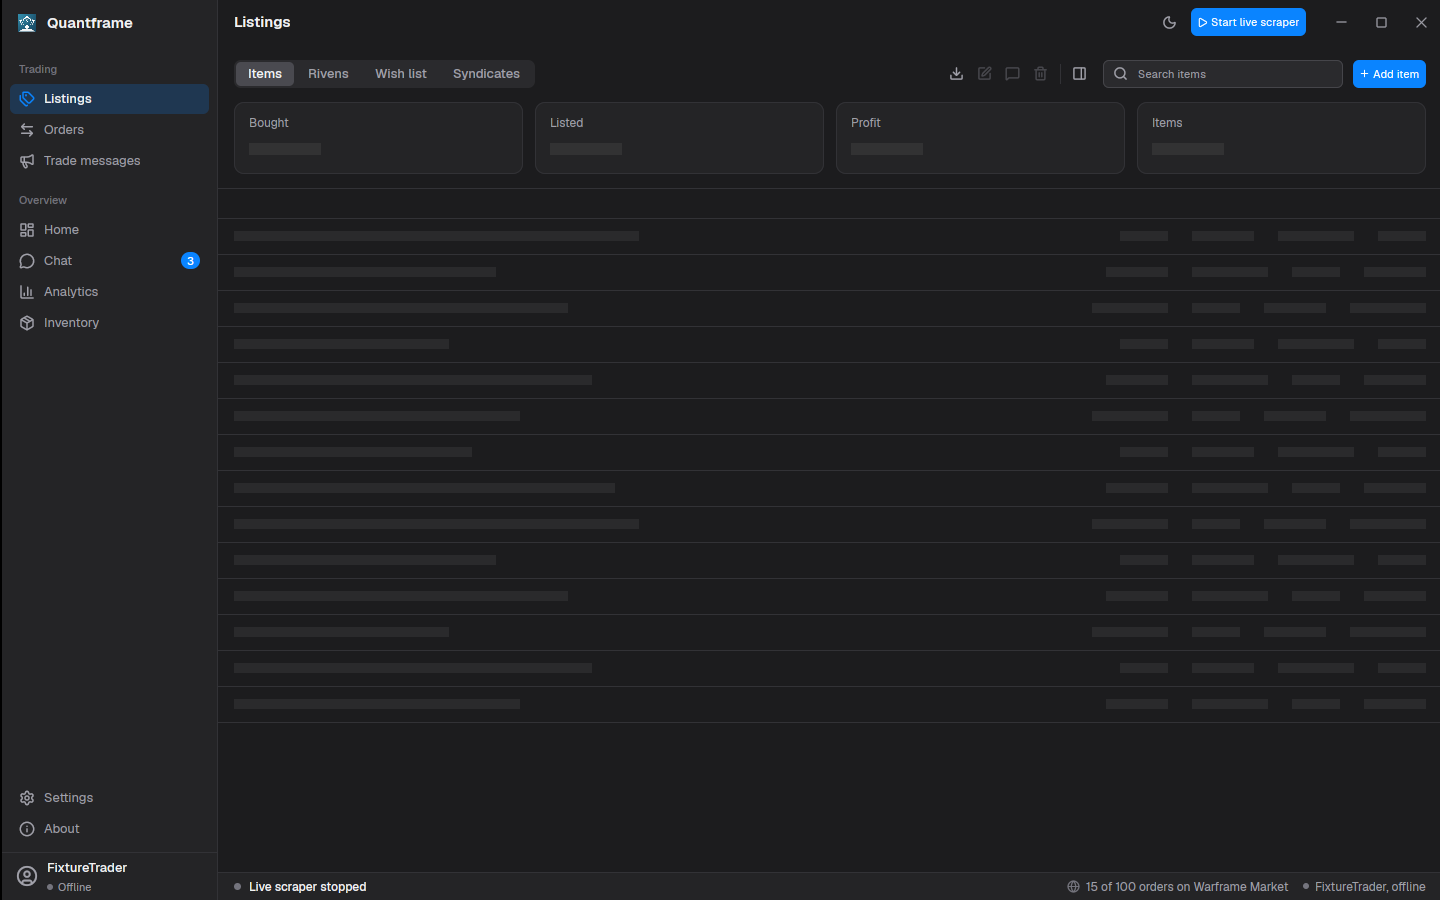 Quantframe
Listings
Start live scraper
Trading
Listings
Orders
Trade messages
Overview
Home
Chat
3
Analytics
Inventory
Settings
About
FixtureTrader
Offline
Items
Rivens
Wish list
Syndicates
Search items
+ Add item
Bought
Listed
Profit
Items
Live scraper stopped
15 of 100 orders on Warframe Market
FixtureTrader, offline